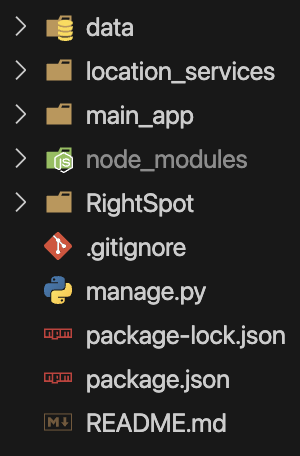 data
location_services
main_app
node_modules
RightSpot
.gitignore
manage.py
package-lock.json
package.json
README.md